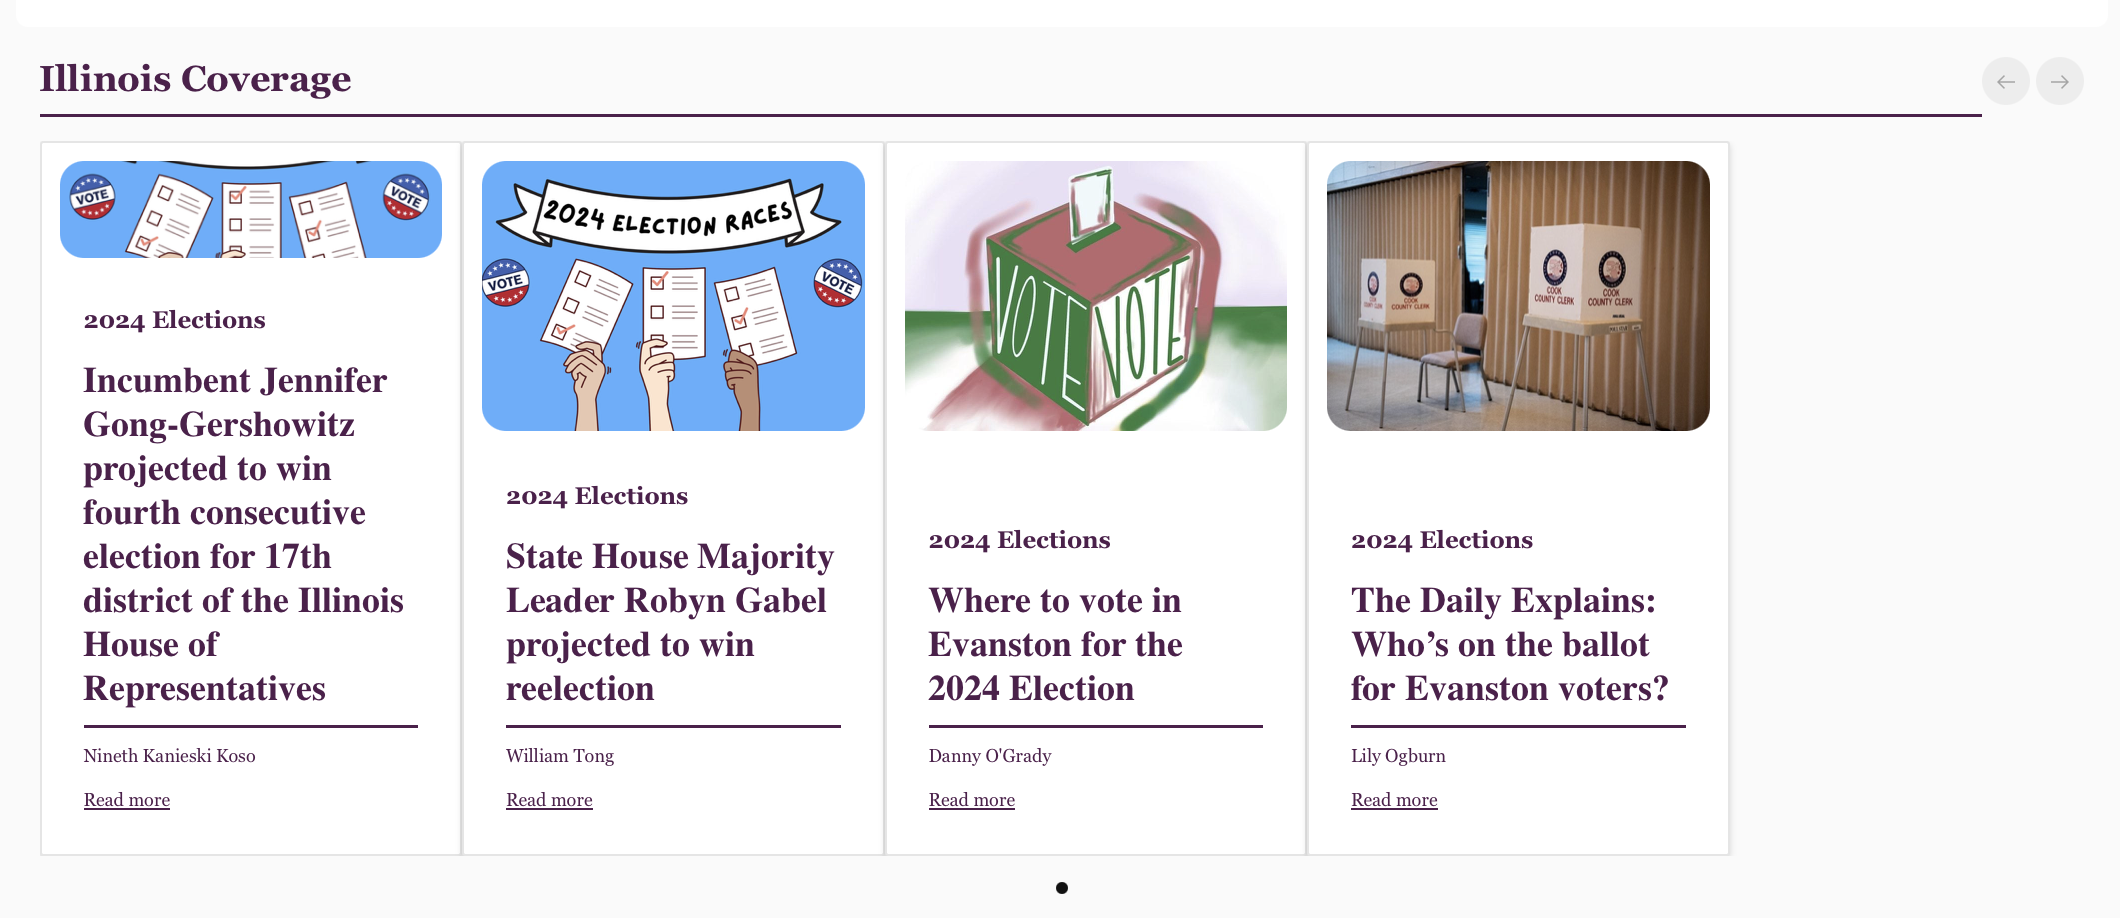 Illinois Coverage
VOTE
VOTE
2024 Elections
Incumbent Jennifer
Gong-Gershowitz
projected to win
fourth consecutive
election for 17th
district of the Illinois
House of
Representatives
Nineth Kanieski Koso
Read more
2024 ELECTION RACES
VOTE
VOTE
2024 Elections
State House Majority
Leader Robyn Gabel
projected to win
reelection
William Tong
Read more
VOTE
VOTE
2024 Elections
Where to vote in
Evanston for the
2024 Election
Danny O'Grady
Read more
COOK
COUNTY CLERK
COOK
COUNTY CLERK
COOK
COUNTY CLERK
COOK
COUNTY CLERK
2024 Elections
The Daily Explains:
Who’s on the ballot
for Evanston voters?
Lily Ogburn
Read more